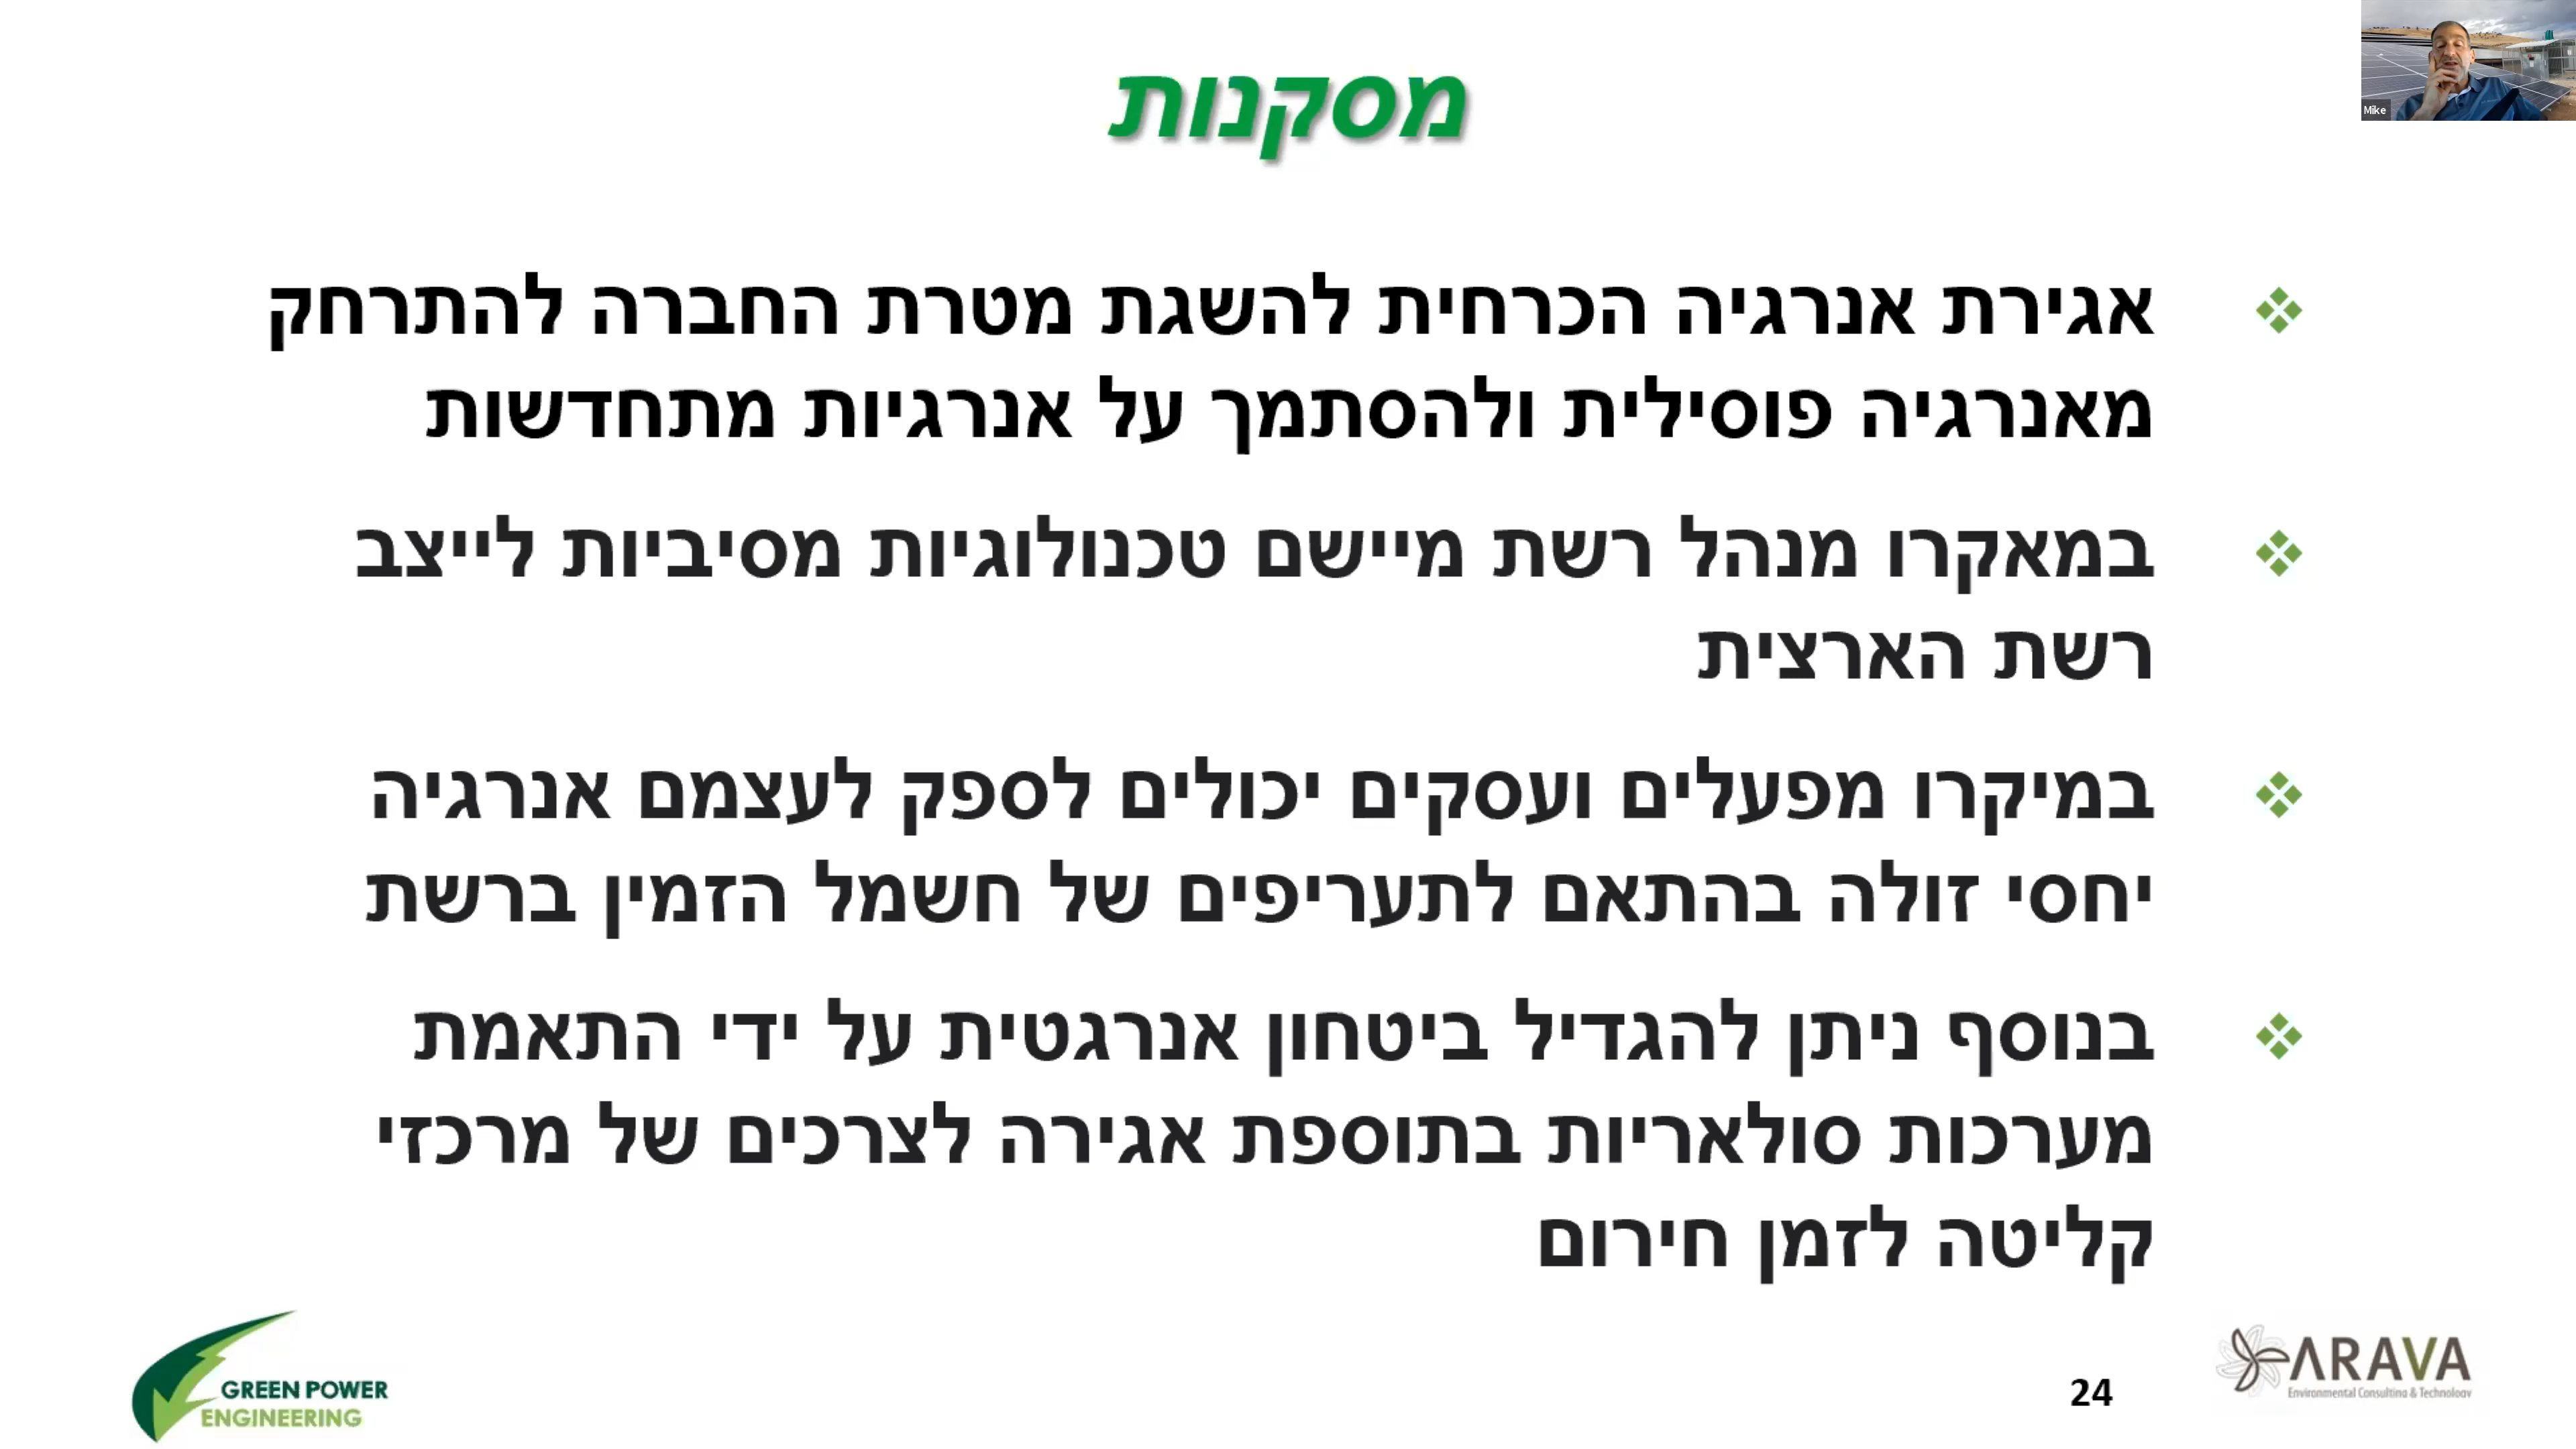 מסקנות
Mike
אגירת אנרגיה הכרחית להשגת מטרת החברה להתרחק
מאנרגיה פוסילית ולהסתמך על אנרגיות מתחדשות
במאקרו מנהל רשת מיישם טכנולוגיות מסיביות לייצב
רשת הארצית
במיקרו מפעלים ועסקים יכולים לספק לעצמם אנרגיה
יחסי זולה בהתאם לתעריפים של חשמל הזמין ברשת
בנוסף ניתן להגדיל ביטחון אנרגטית על ידי התאמת
מערכות סולאריות בתוספת אגירה לצרכים של מרכזי
קליטה לזמן חירום
GREEN POWER
ENGINEERING
24
ARAVA
Environmental Consulting & Technology